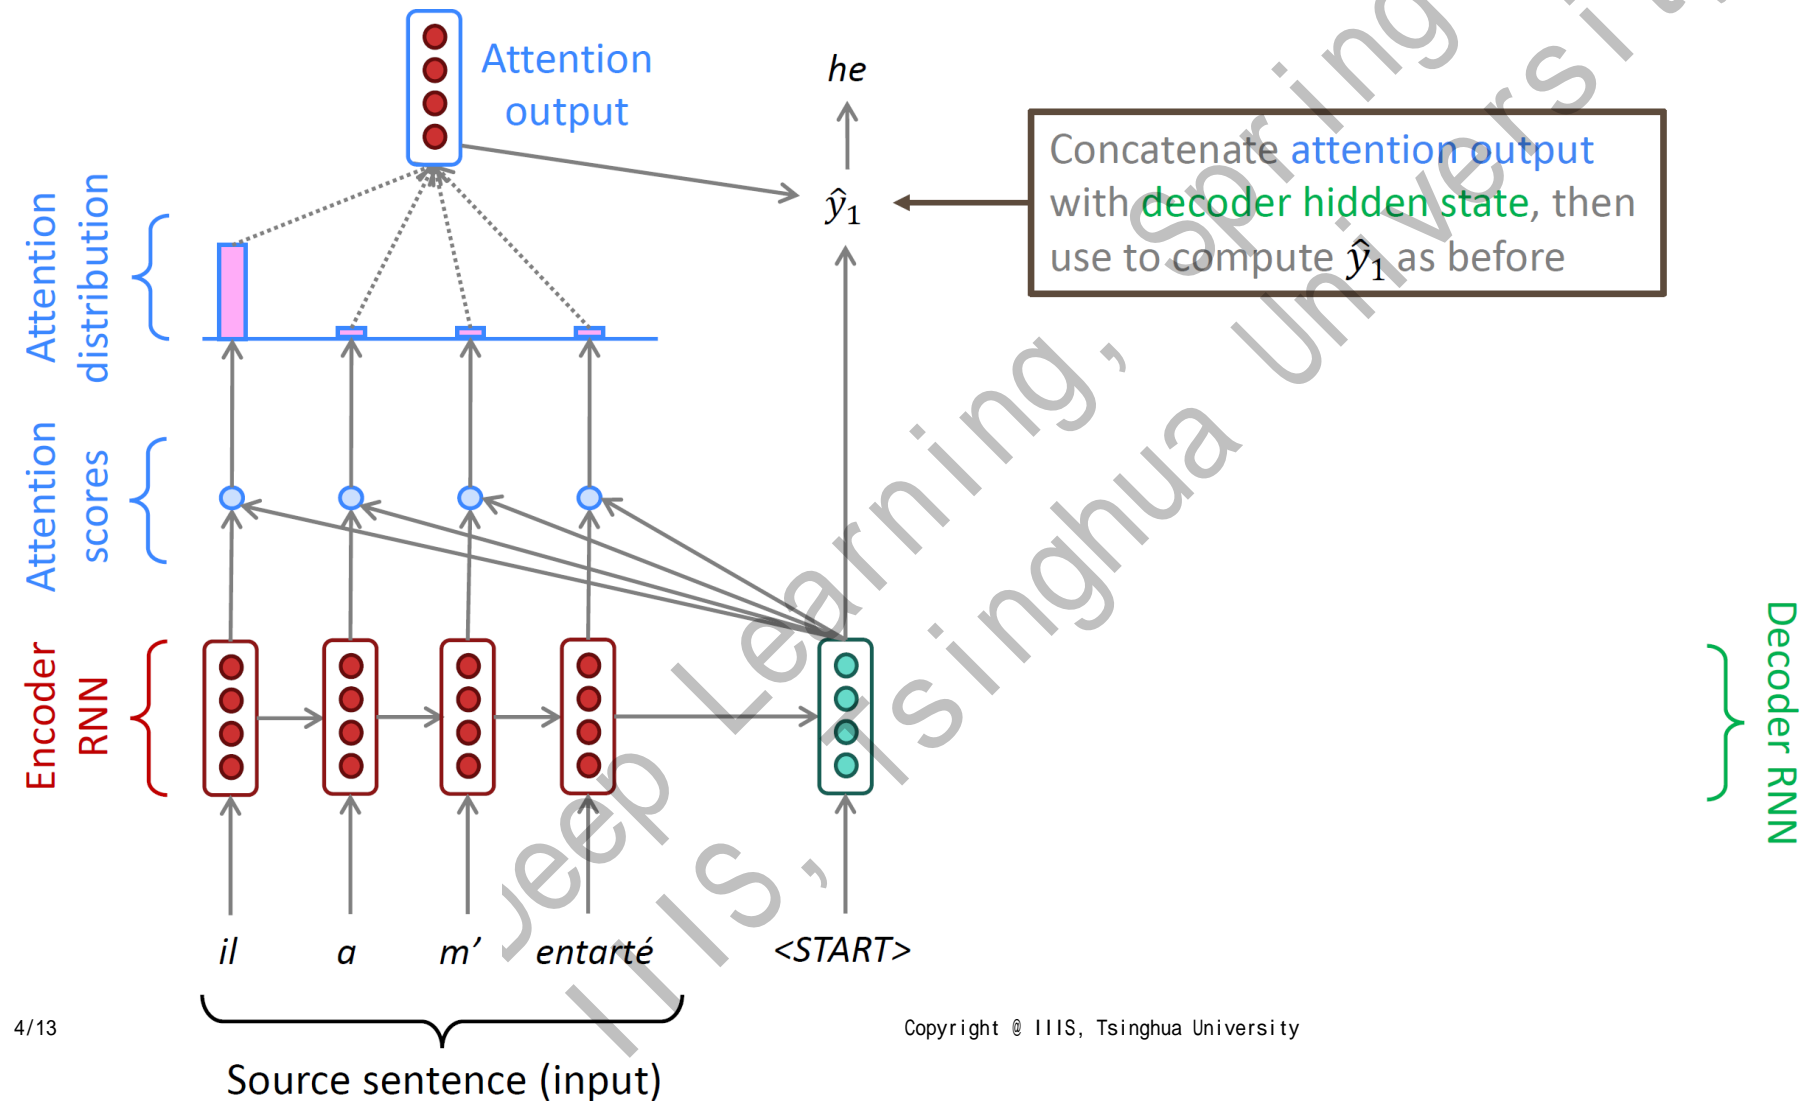 Attention
output
he
Concatenate attention output
with decoder hidden state, then
use to compute ŷ₁ as before
ŷ₁
Attention
distribution
Attention
scores
Encoder
RNN
Decoder RNN
il a m’ entarté <START>
Source sentence (input)
4/13
Copyright @ IIIS, Tsinghua University
Deep Learning, Spring
IIIS, Tsinghua University